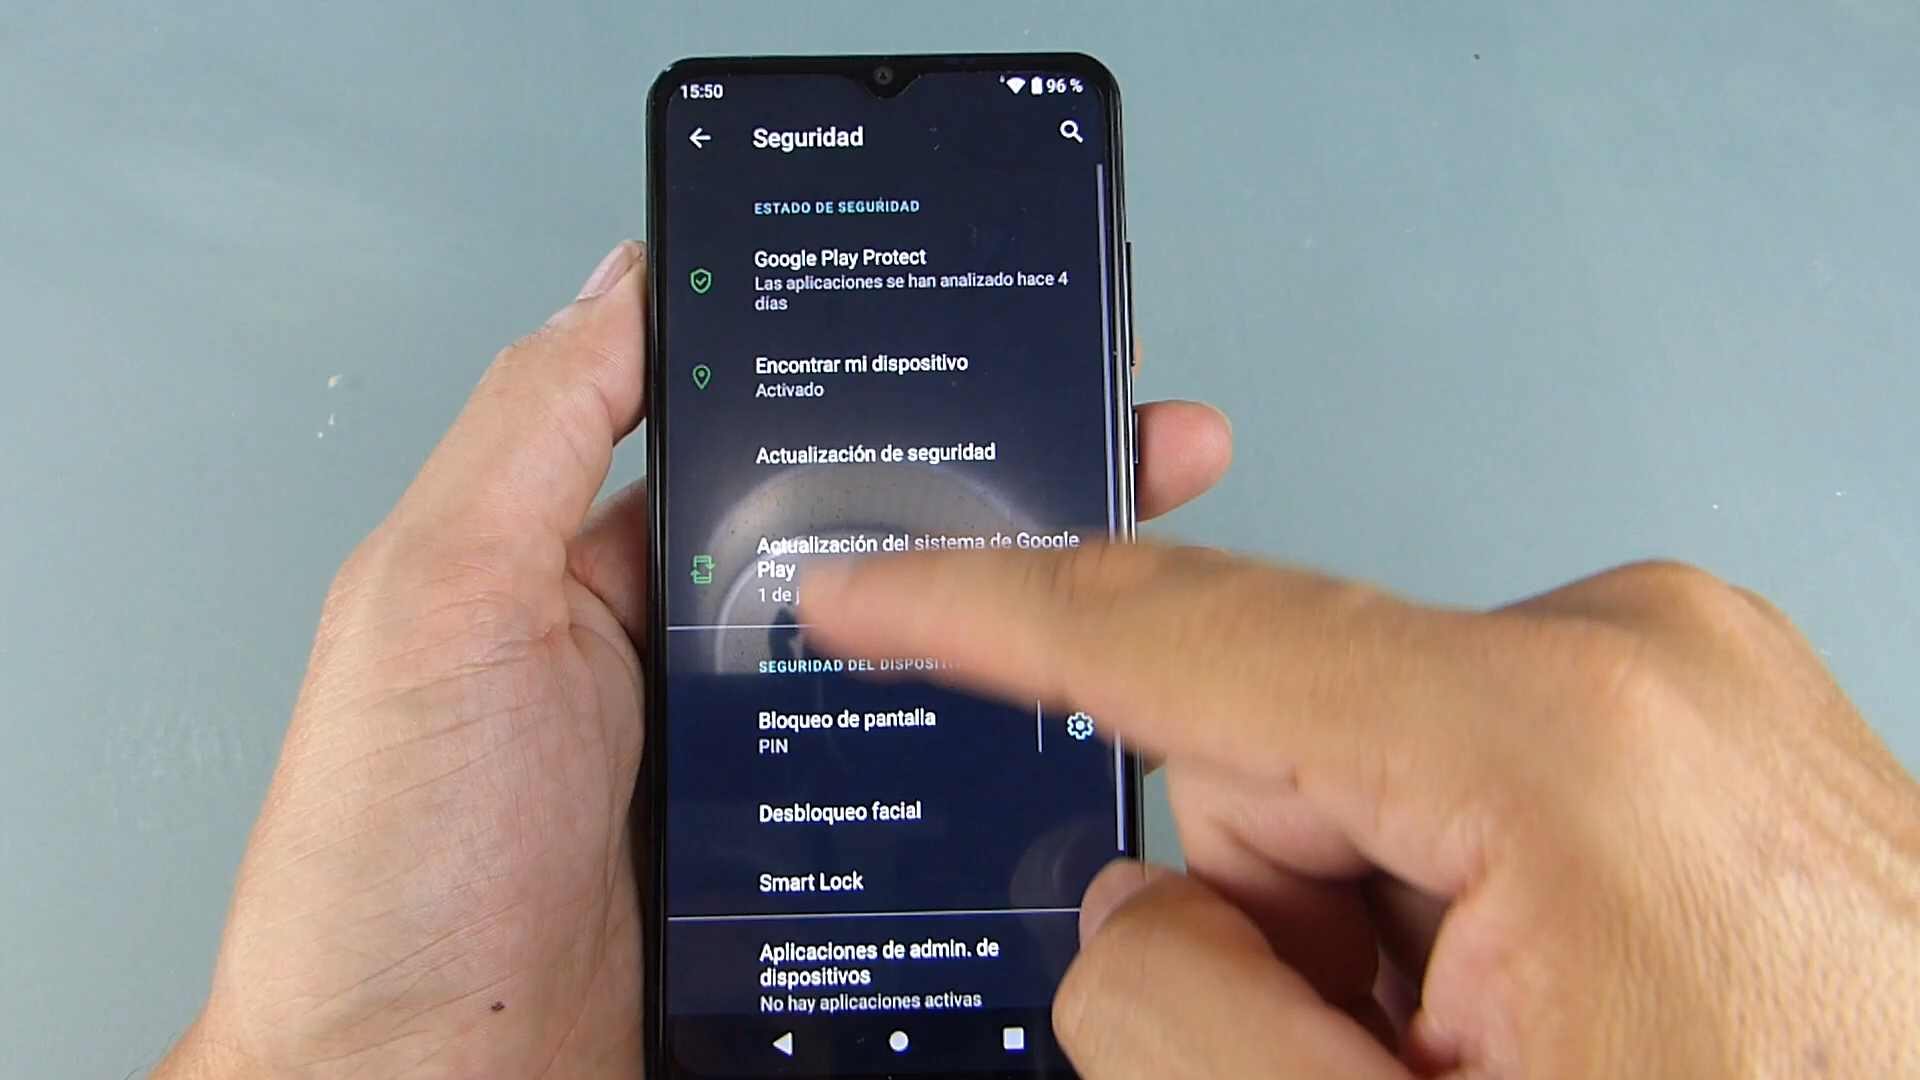 15:50
96 %
Seguridad
ESTADO DE SEGURIDAD
Google Play Protect
Las aplicaciones se han analizado hace 4
días
Encontrar mi dispositivo
Activado
Actualización de seguridad
Actualización del sistema de Google
Play
1 de
SEGURIDAD DEL
Bloqueo de pantalla
PIN
Desbloqueo facial
Smart Lock
Aplicaciones de admin. de
dispositivos
No hay aplicaciones activas